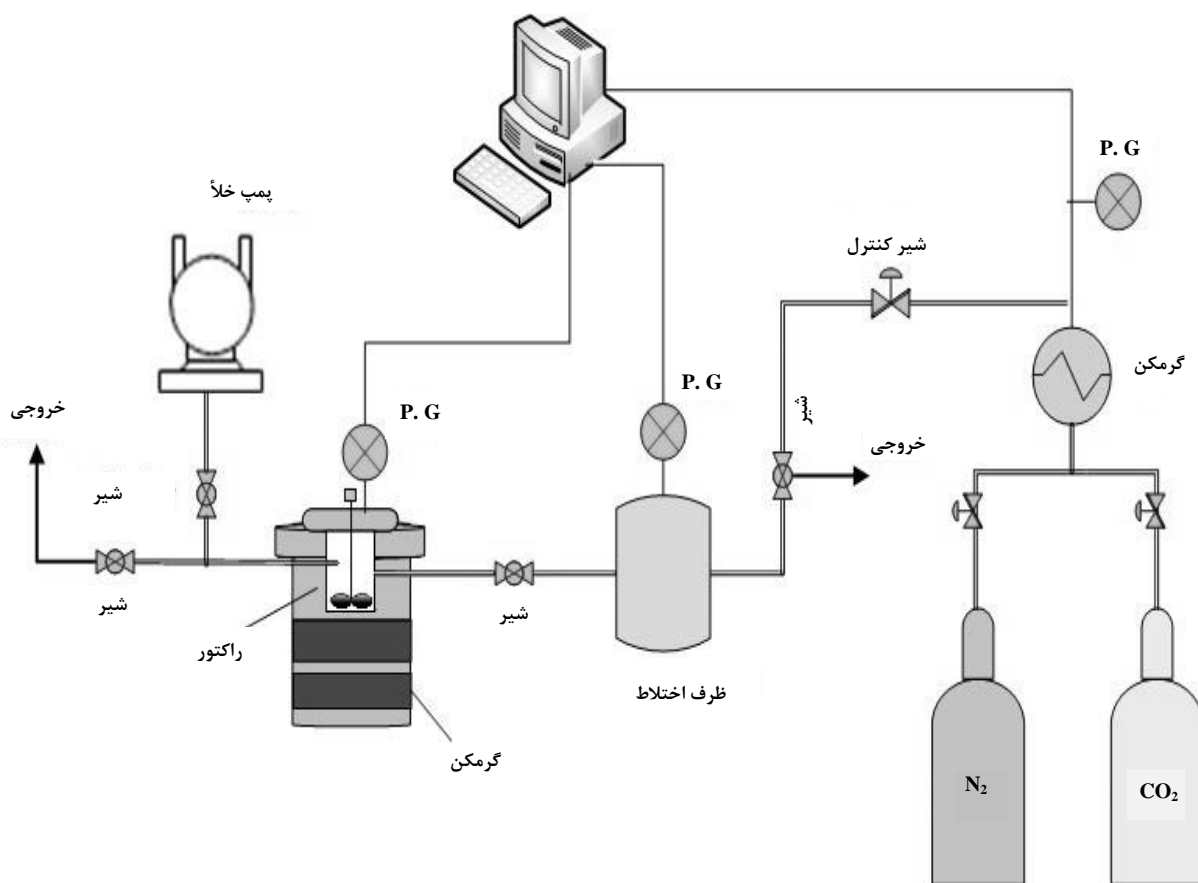 P. G
پمپ خلأ
شیر کنترل
گرمکن
P. G
P. G
شیر
خروجی
خروجی
شیر
شیر
شیر
راکتور
ظرف اختلاط
گرمکن
N₂
CO₂